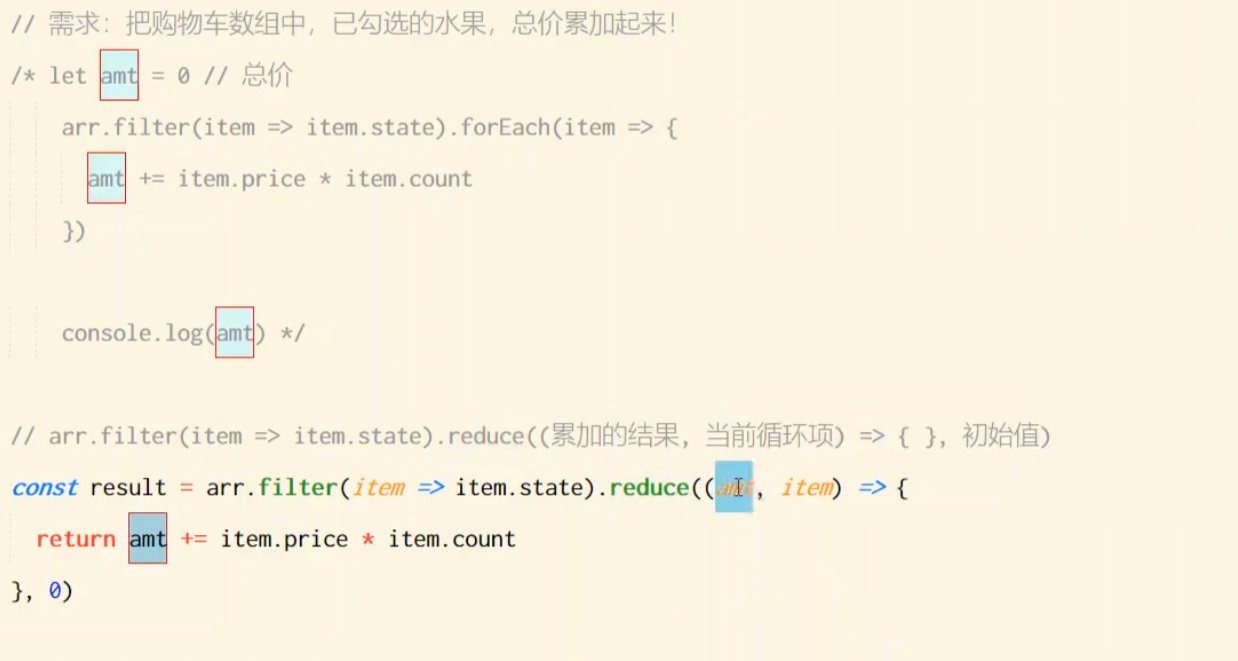 // 需求: 把购物车数组中，已勾选的水果，总价累加起来!
/* let amt = 0 // 总价
arr.filter(item => item.state).forEach(item => {
amt += item.price * item.count
})
console.log(amt) */
// arr.filter(item => item.state).reduce((累加的结果, 当前循环项) => { }, 初始值)
const result = arr.filter(item => item.state).reduce((amt, item) => {
return amt += item.price * item.count
}, 0)